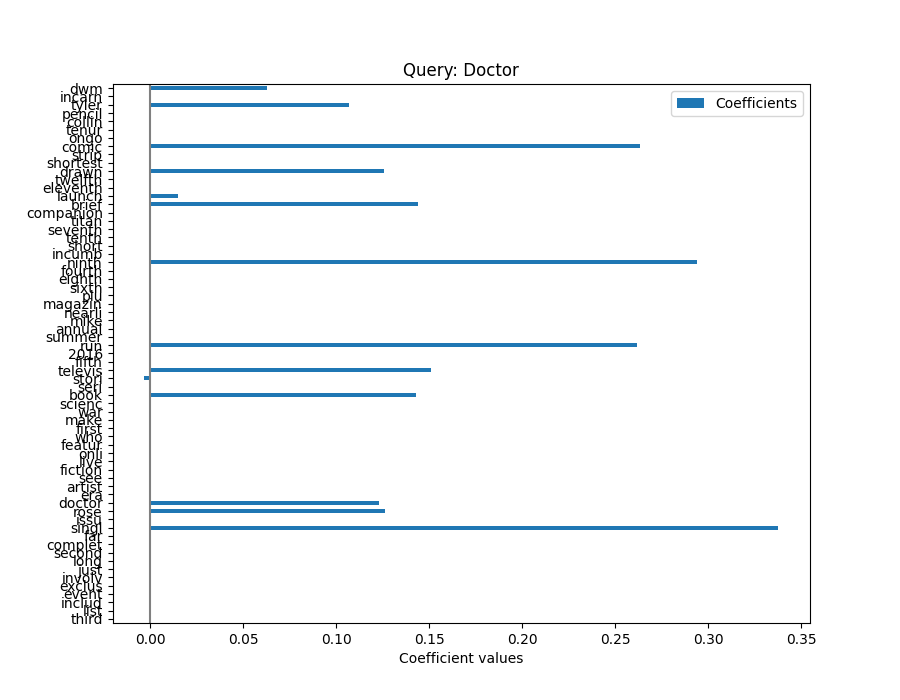 Query: Doctor
Coefficients
dwm
incarn
tyler
pencil
collin
tenur
ongo
comic
strip
shortest
drawn
twelfth
eleventh
launch
brief
companion
titan
seventh
tenth
short
incumb
ninth
fourth
eighth
sixth
plu
magazin
nearli
mike
annual
summer
run
2016
fifth
televis
stori
seri
book
scienc
war
make
first
who
featur
onli
live
fiction
see
artist
era
doctor
rose
issu
singl
far
complet
second
long
just
involv
exclus
event
includ
list
third
0.00 0.05 0.10 0.15 0.20 0.25 0.30 0.35
Coefficient values